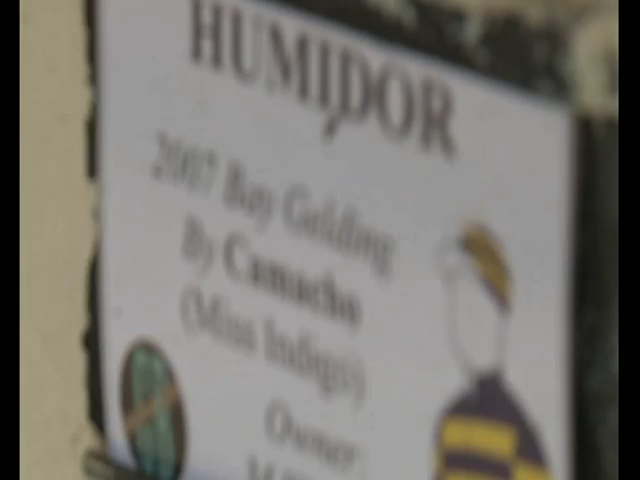 HUMIDOR
2007 Bay Gelding
By Camacho
(Miss Indigo)
Owner